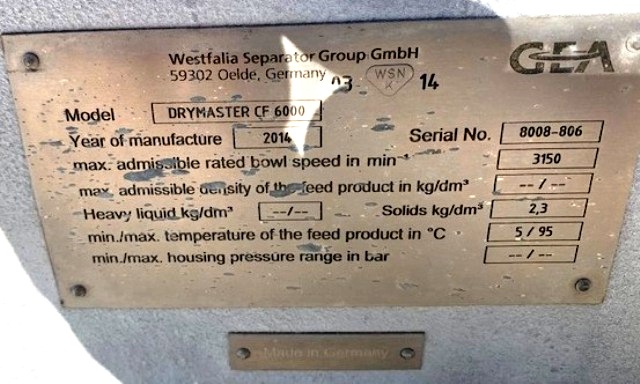 GEA
Westfalia Separator Group GmbH
59302 Oelde, Germany 03 WSN K 14
Model DRYMASTER CF 6000
Year of manufacture 2014 Serial No. 8008-806
max. admissible rated bowl speed in min⁻¹ 3150
max. admissible density of the feed product in kg/dm³ --/--
Heavy liquid kg/dm³ --/-- Solids kg/dm³ 2,3
min./max. temperature of the feed product in °C 5 / 95
min./max. housing pressure range in bar --/--
Made in Germany